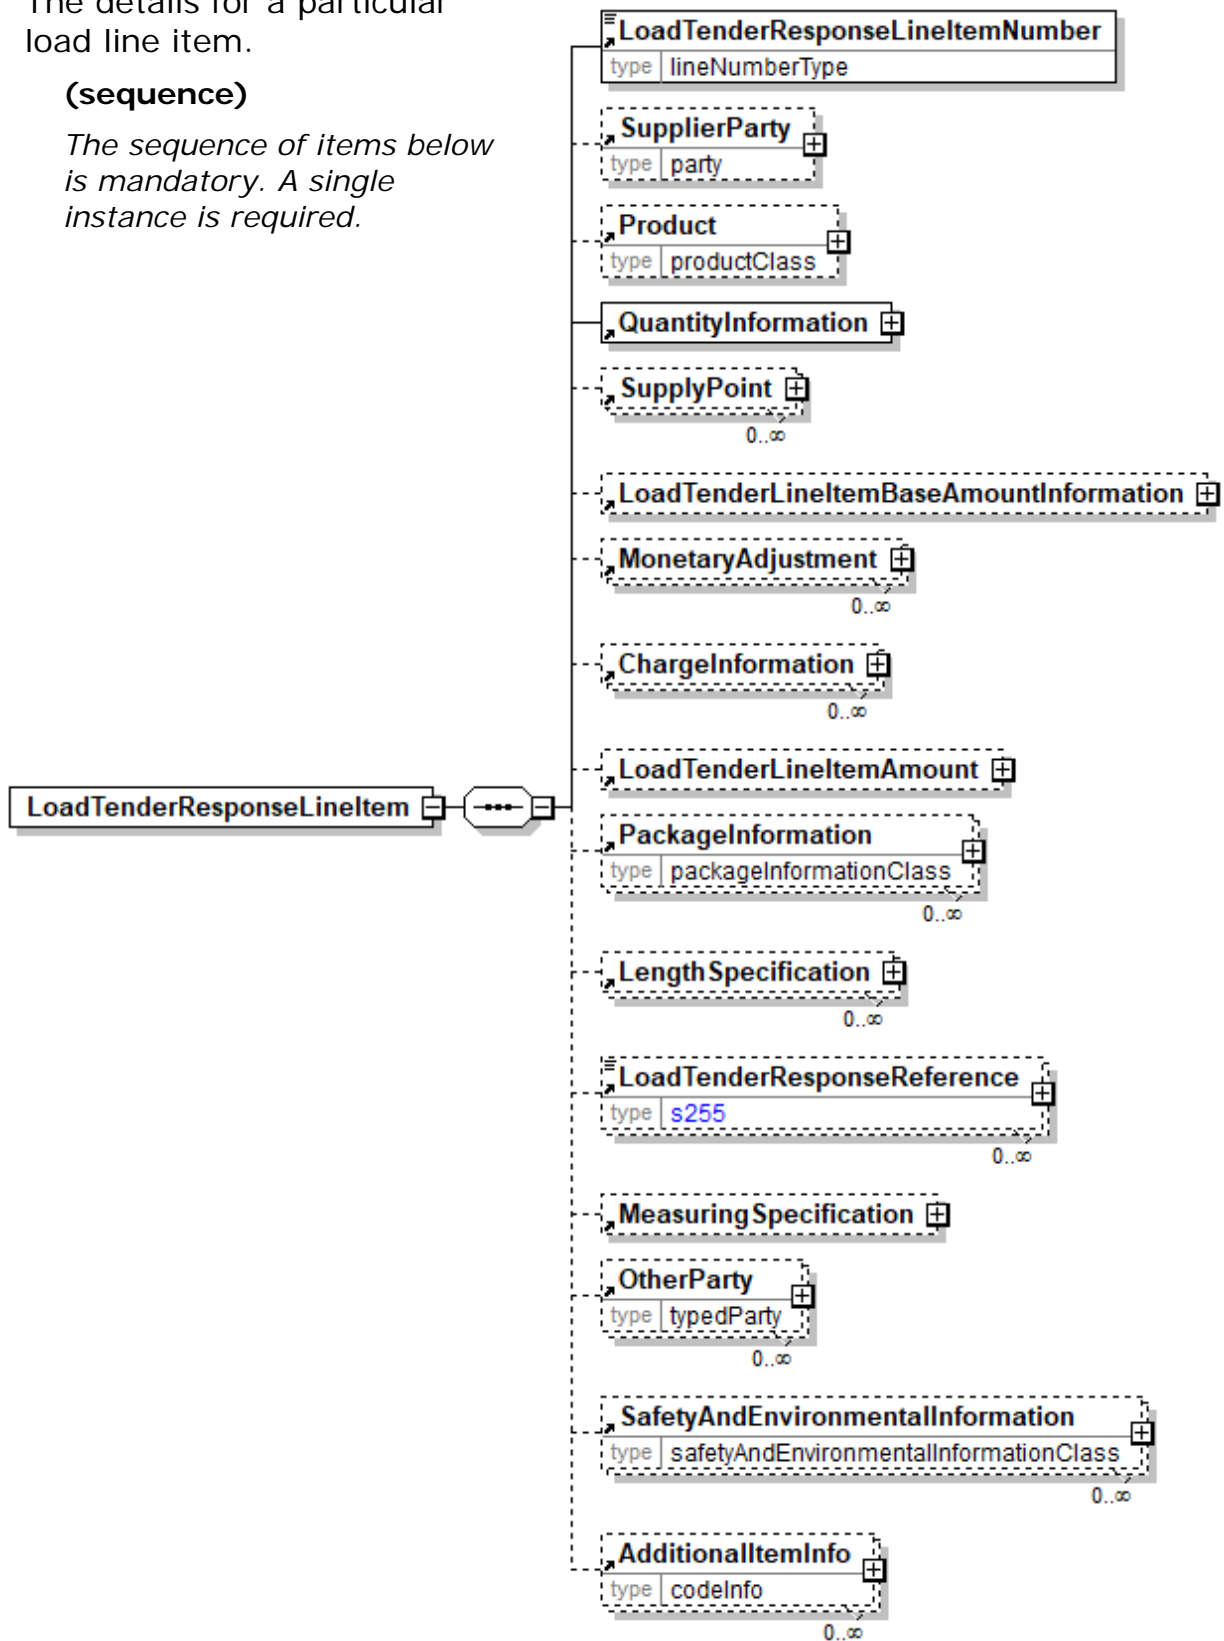 The details for a particular
load line item.
(sequence)
The sequence of items below
is mandatory. A single
instance is required.
LoadTenderResponseLineItem
LoadTenderResponseLineItemNumber
type lineNumberType
SupplierParty
type party
Product
type productClass
QuantityInformation
SupplyPoint
0..∞
LoadTenderLineItemBaseAmountInformation
MonetaryAdjustment
0..∞
ChargeInformation
0..∞
LoadTenderLineItemAmount
PackageInformation
type packageInformationClass
0..∞
LengthSpecification
0..∞
LoadTenderResponseReference
type s255
0..∞
MeasuringSpecification
OtherParty
type typedParty
0..∞
SafetyAndEnvironmentalInformation
type safetyAndEnvironmentalInformationClass
0..∞
AdditionalItemInfo
type codeInfo
0..∞